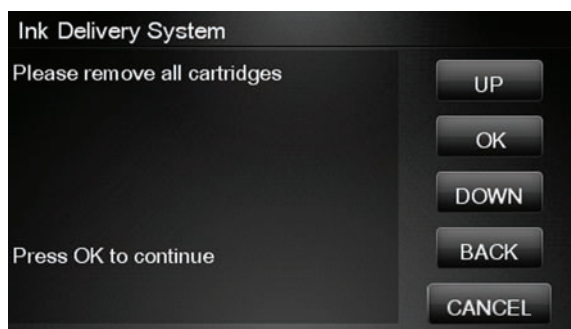 Ink Delivery System
Please remove all cartridges
Press OK to continue
UP
OK
DOWN
BACK
CANCEL